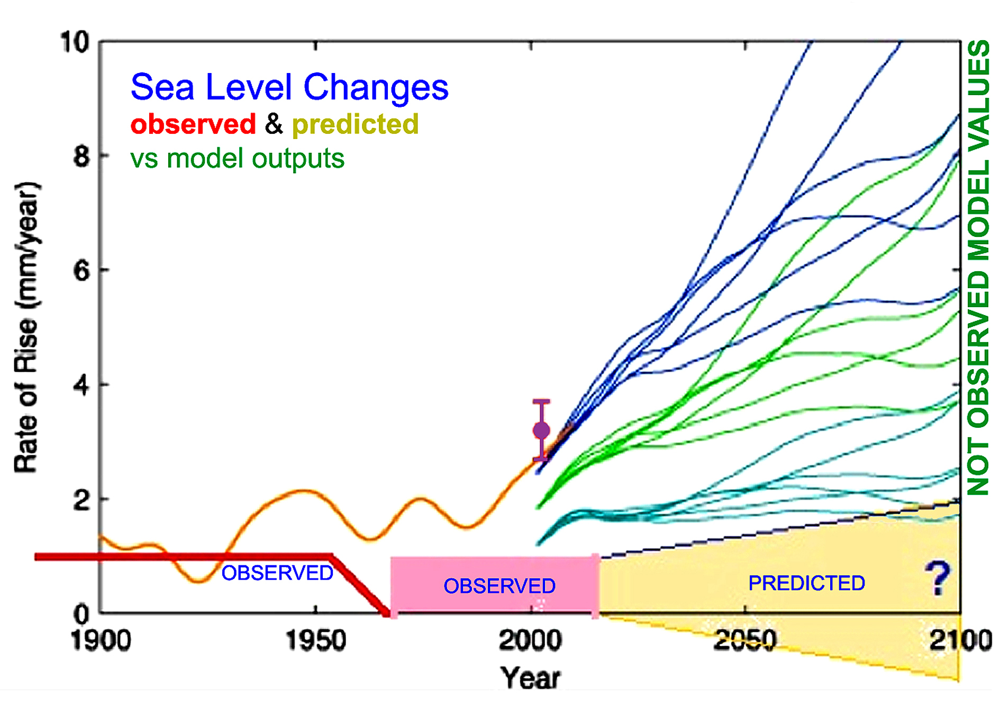 10
8
6
4
2
0
Rate of Rise (mm/year)
Sea Level Changes
observed & predicted
vs model outputs
NOT OBSERVED MODEL VALUES
OBSERVED
OBSERVED
PREDICTED
?
1900 1950 2000 2050 2100
Year